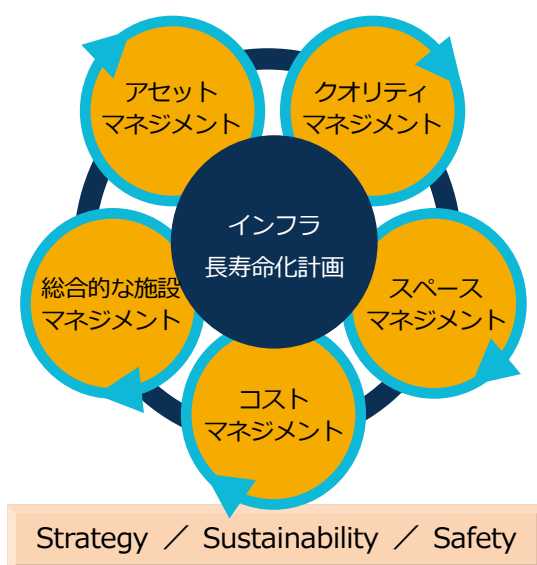 アセット
マネジメント
クオリティ
マネジメント
インフラ
長寿命化計画
総合的な施設
マネジメント
スペース
マネジメント
コスト
マネジメント
Strategy ／ Sustainability ／ Safety